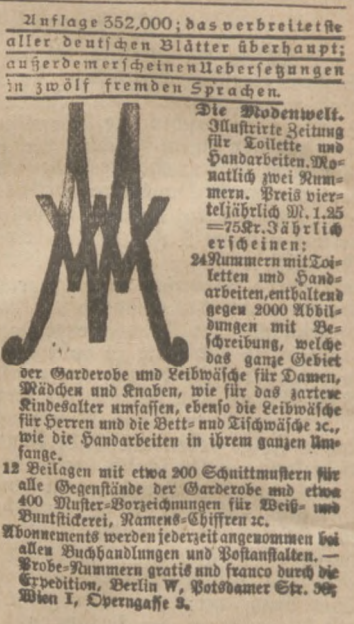 Auflage 352,000; das verbreitetste
aller deutschen Blätter überhaupt;
außerdem erscheinen Uebersetzungen
in zwölf fremden Sprachen.
Die Modenwelt.
Illustrirte Zeitung
für Toilette und
Handarbeiten. Mo-
natlich zwei Num-
mern. Preis vier-
teljährlich M. 1.25
=75Kr. Jährlich
erscheinen:
24 Nummern mit Toi-
letten und Hand-
arbeiten, enthaltend
gegen 2000 Abbil-
dungen mit Be-
schreibung, welche
das ganze Gebiet
der Garderobe und Leibwäsche für Damen,
Mädchen und Knaben, wie für das zartere
Kindesalter umfassen, ebenso die Leibwäsche
für Herren und die Bett- und Tischwäsche ꝛc.,
wie die Handarbeiten in ihrem ganzen Um-
fange.
12 Beilagen mit etwa 200 Schnittmustern für
alle Gegenstände der Garderobe und etwa
400 Muster-Vorzeichnungen für Weiß- und
Buntstickerei, Namens-Chiffren ꝛc.
Abonnements werden jederzeit angenommen bei
allen Buchhandlungen und Postanstalten. —
Probe-Nummern gratis und franco durch die
Expedition, Berlin W, Potsdamer Str. 38;
Wien I, Operngasse 3.